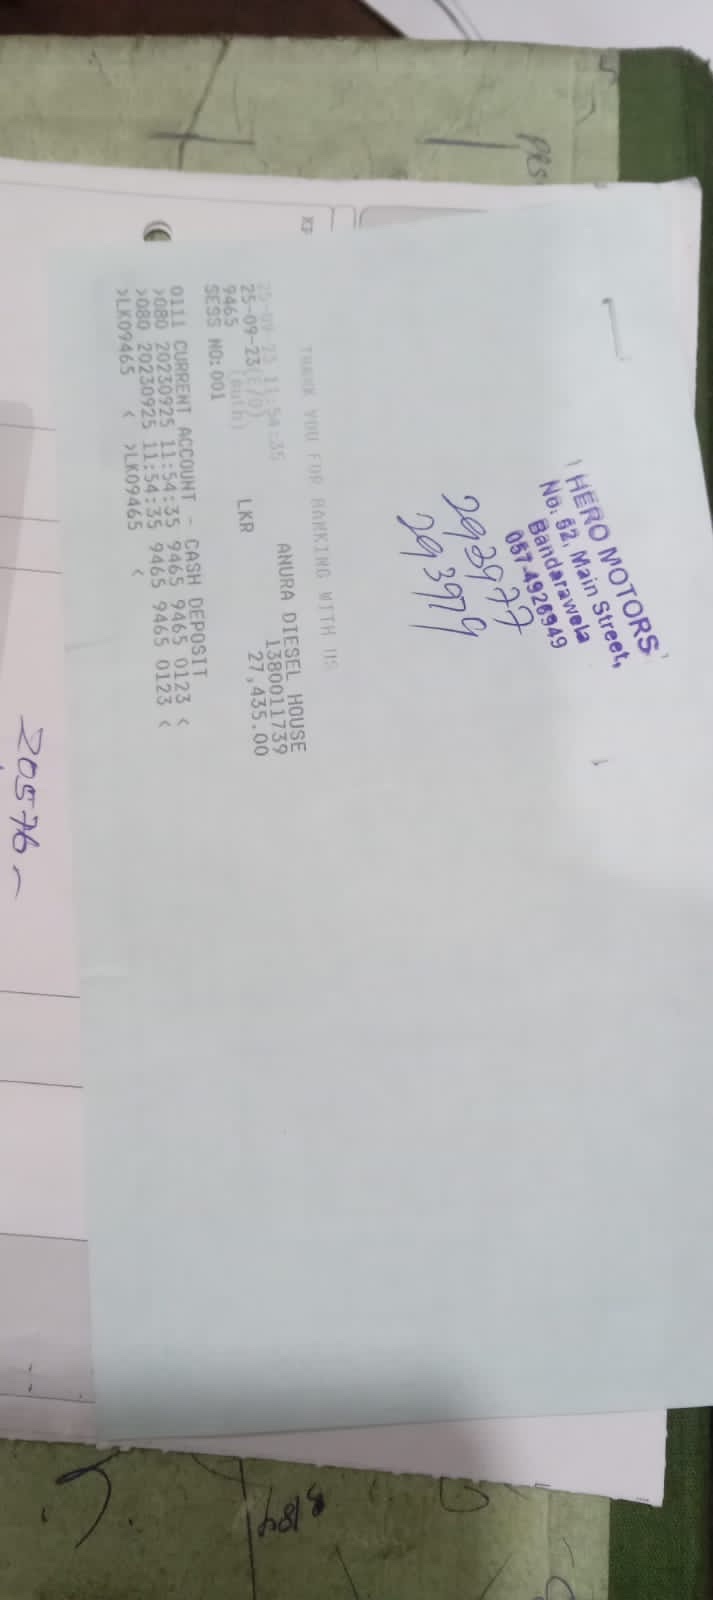 HERO MOTORS
No: 52, Main Street,
Bandarawela
057-4926949
292977
293979
THANK YOU FOR BANKING WITH US
25-09-23 11:54:35
ANURA DIESEL HOUSE
25-09-23(E/D) 1380011739
9465 (Auth) LKR 27,435.00
SESS NO:001
0111 CURRENT ACCOUNT - CASH DEPOSIT
>080 20230925 11:54:35 9465 9465 0123 <
>080 20230925 11:54:35 9465 9465 0123 <
>LK09465 < >LK09465 <
20576